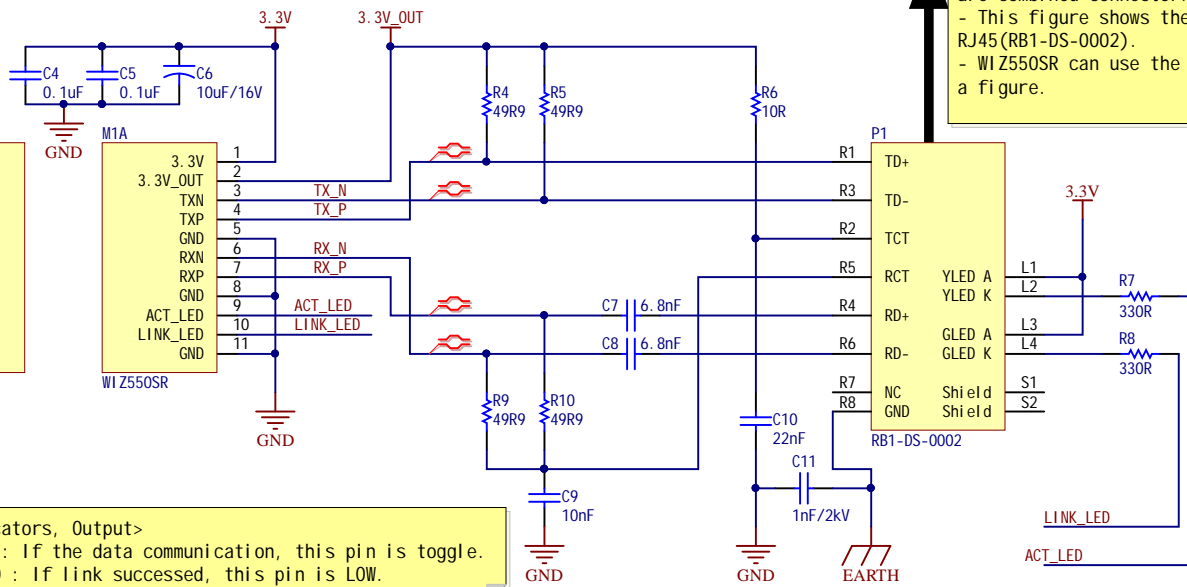 are combined connector
- This figure shows the
RJ45(RB1-DS-0002).
- WIZ550SR can use the
a figure.
3.3V
3.3V_OUT
C4
0.1uF
C5
0.1uF
C6
10uF/16V
GND
R4
49R9
R5
49R9
R6
10R
M1A
3.3V 1
3.3V_OUT 2
TXN 3 TX_N
TXP 4 TX_P
GND 5
RXN 6 RX_N
RXP 7 RX_P
GND 8
ACT_LED 9 ACT_LED
LINK_LED 10 LINK_LED
GND 11
WIZ550SR
GND
C7 6.8nF
C8 6.8nF
R9
49R9
R10
49R9
C9
10nF
GND
C10
22nF
C11
1nF/2kV
GND
EARTH
P1
R1 TD+
R3 TD-
R2 TCT
R5 RCT
R4 RD+
R6 RD-
R7 NC
R8 GND
YLED A L1
YLED K L2
GLED A L3
GLED K L4
Shield S1
Shield S2
RB1-DS-0002
3.3V
R7
330R
R8
330R
LINK_LED
ACT_LED
cators, Output>
: If the data communication, this pin is toggle.
: If link successed, this pin is LOW.